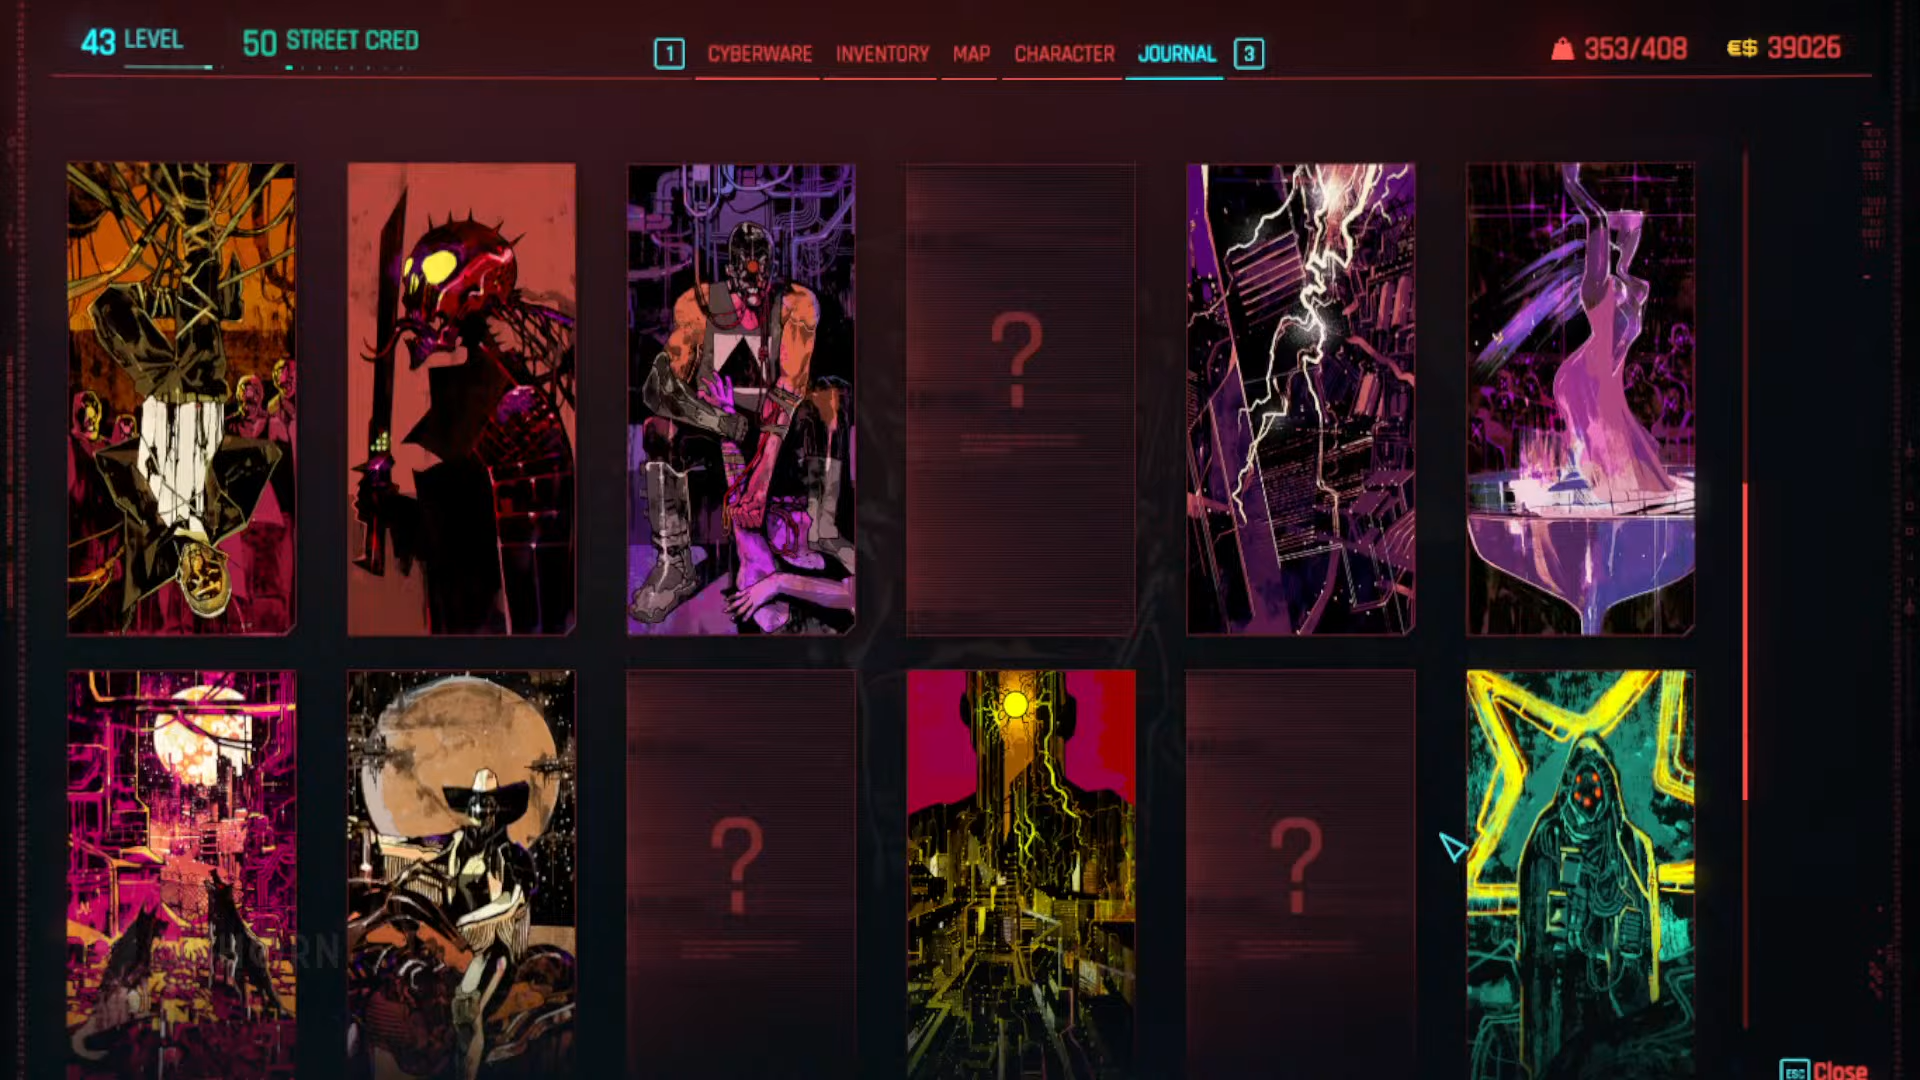 43 LEVEL
50 STREET CRED
1 CYBERWARE INVENTORY MAP CHARACTER JOURNAL 3
353/408
€$ 39026
?
?
?
ESC Close